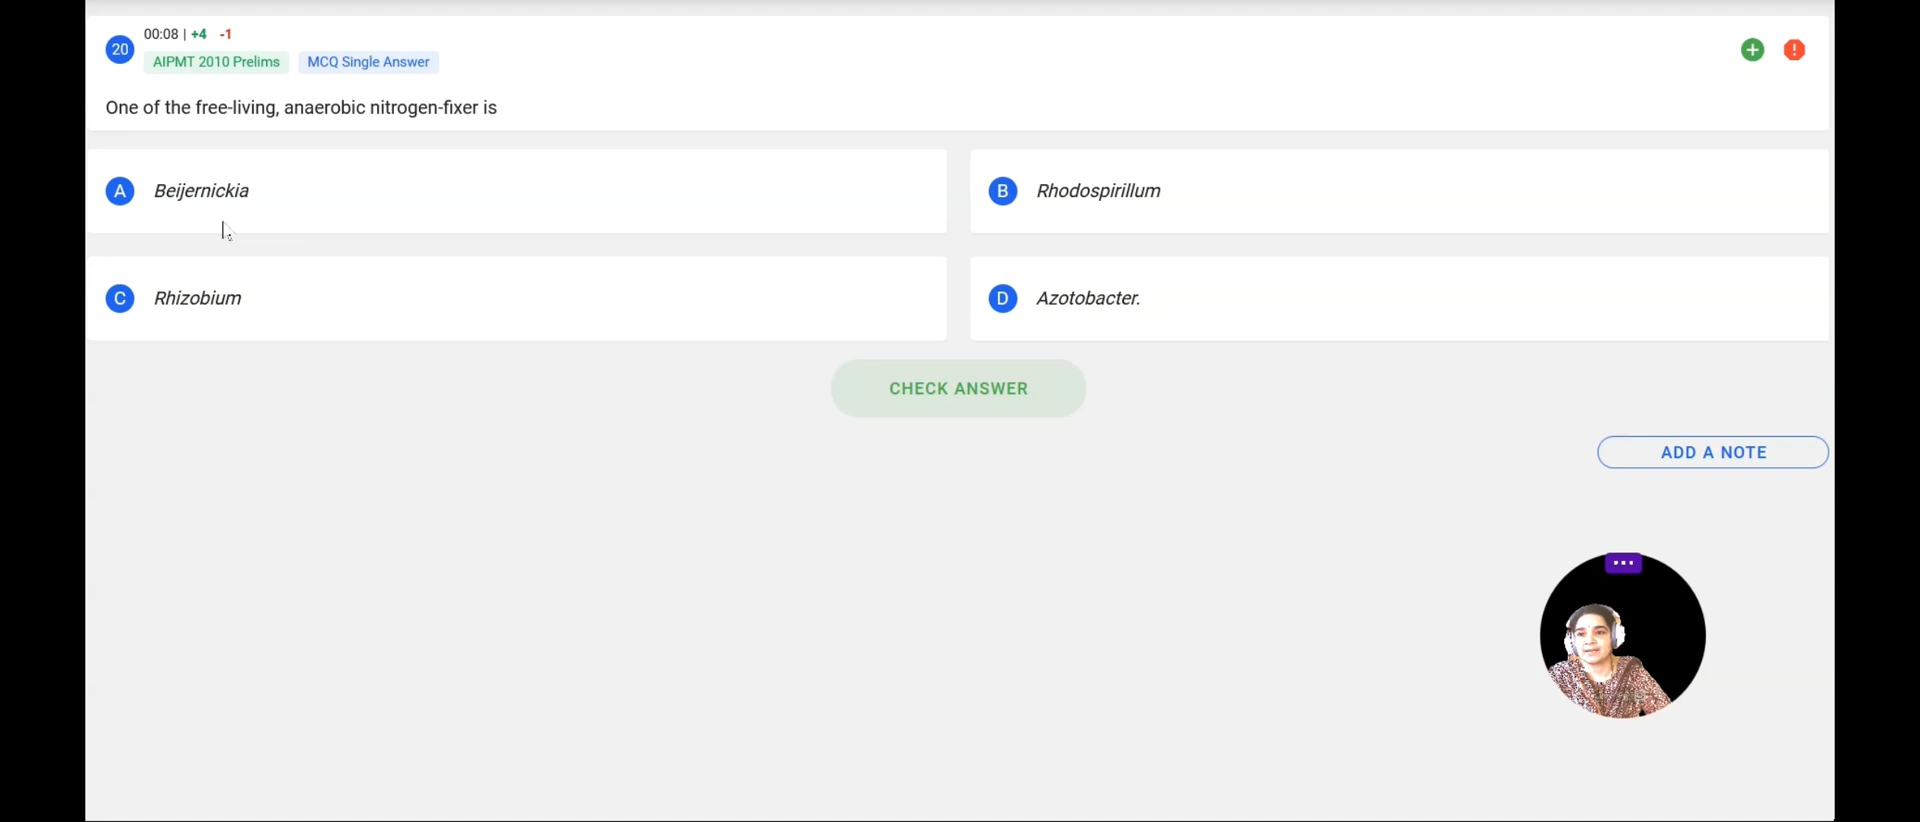 20
00:08 | +4 -1
AIPMT 2010 Prelims MCQ Single Answer
One of the free-living, anaerobic nitrogen-fixer is
A Beijernickia
B Rhodospirillum
C Rhizobium
D Azotobacter.
CHECK ANSWER
ADD A NOTE